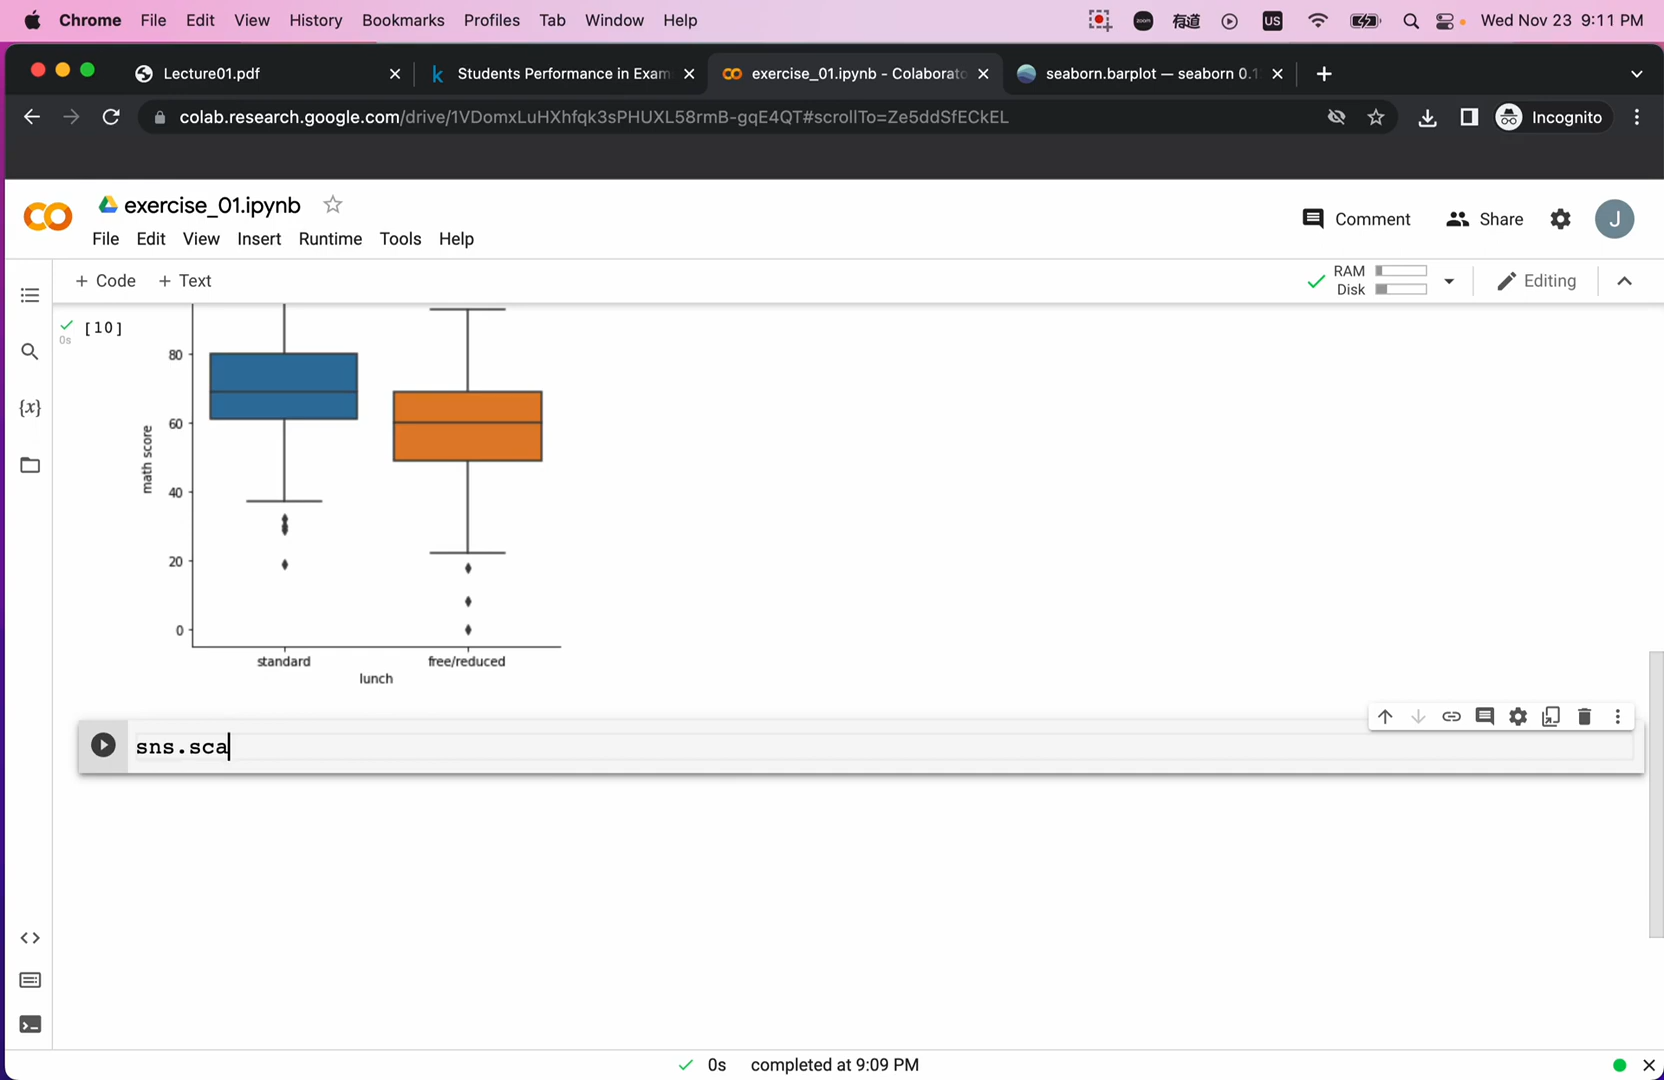 Chrome File Edit View History Bookmarks Profiles Tab Window Help zoom 有道 US Wed Nov 23 9:11 PM
Lecture01.pdf Students Performance in Exam exercise_01.ipynb - Colaborato seaborn.barplot — seaborn 0.1
colab.research.google.com/drive/1VDomxLuHXhfqk3sPHUXL58rmB-gqE4QT#scrollTo=Ze5ddSfECkEL Incognito
exercise_01.ipynb
Comment Share J
File Edit View Insert Runtime Tools Help
+ Code + Text
RAM
Disk
Editing
[10]
0s
{x}
80
60
40
20
0
math score
standard free/reduced
lunch
sns.sca
0s completed at 9:09 PM